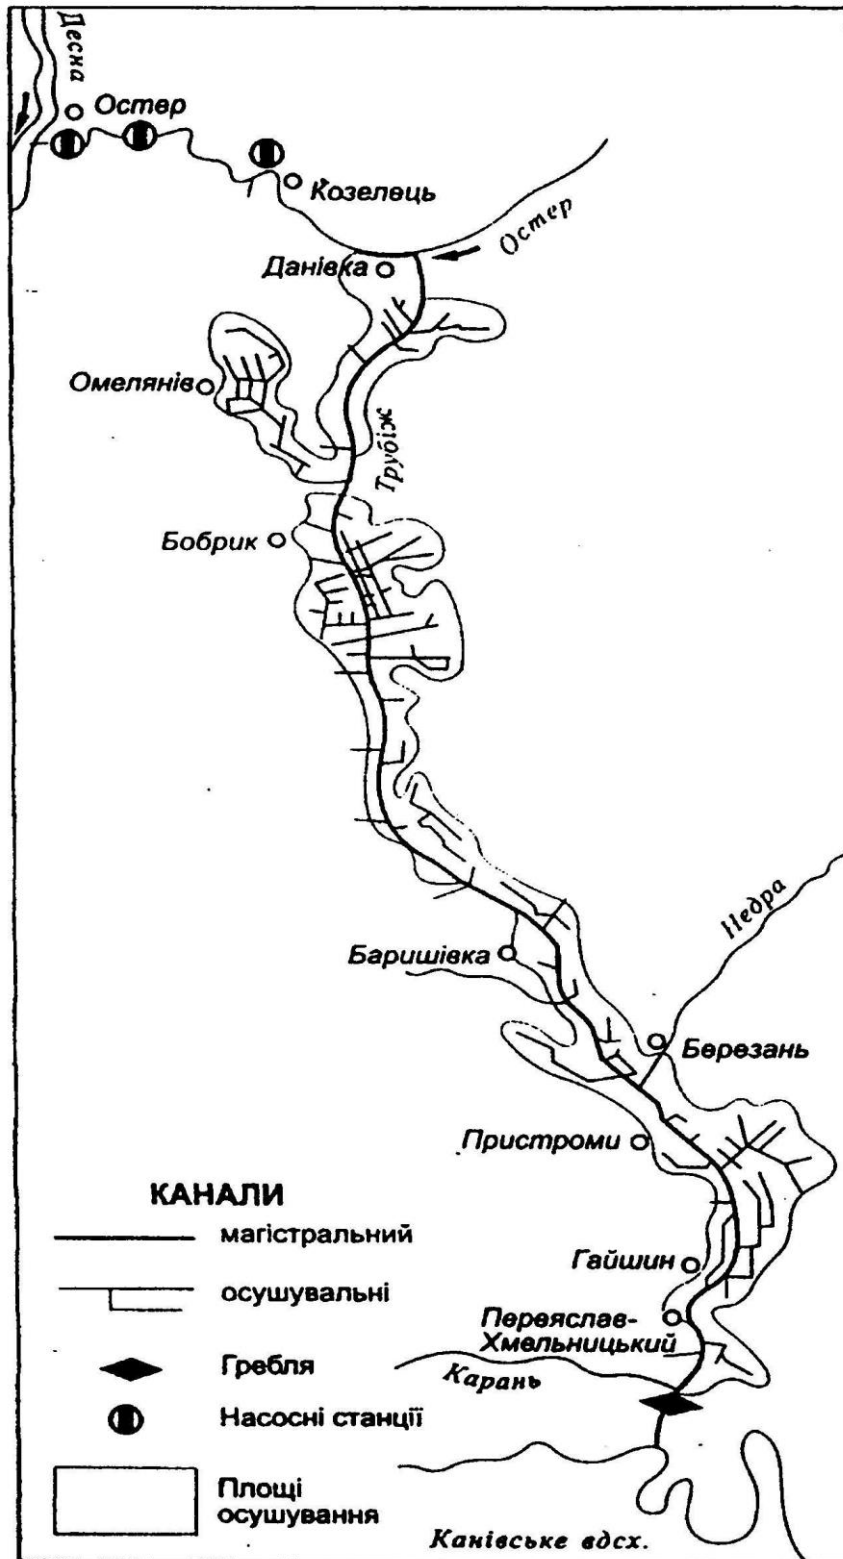 Десна
Остер
Козелець
Остер
Данівка
Омелянів
Трубіж
Бобрик
Недра
Баришівка
Березань
Пристроми
КАНАЛИ
магістральний
осушувальні
Гайшин
Переяслав-
Хмельницький
Гребля
Карань
Насосні станції
Площі
осушування
Канівське вдсх.